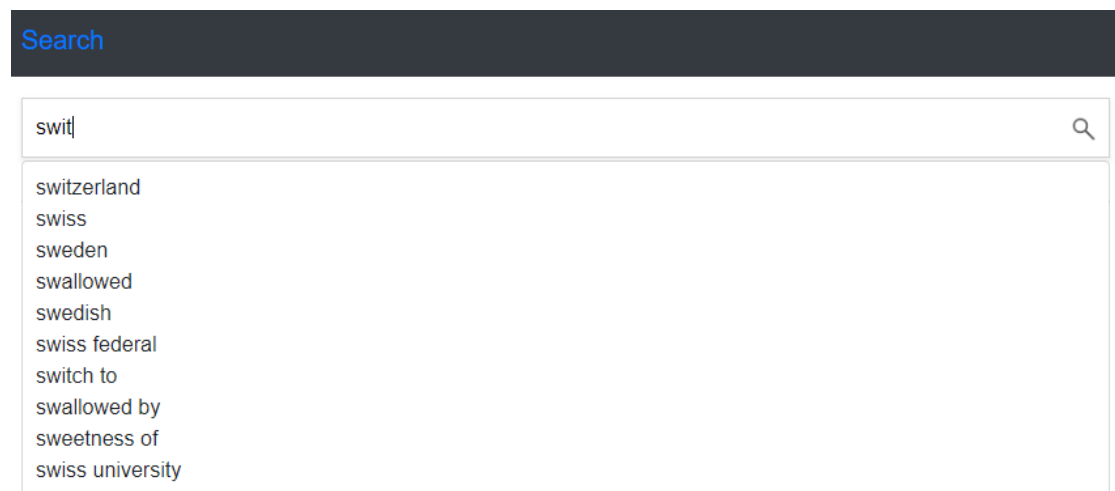 Search
swit
switzerland
swiss
sweden
swallowed
swedish
swiss federal
switch to
swallowed by
sweetness of
swiss university